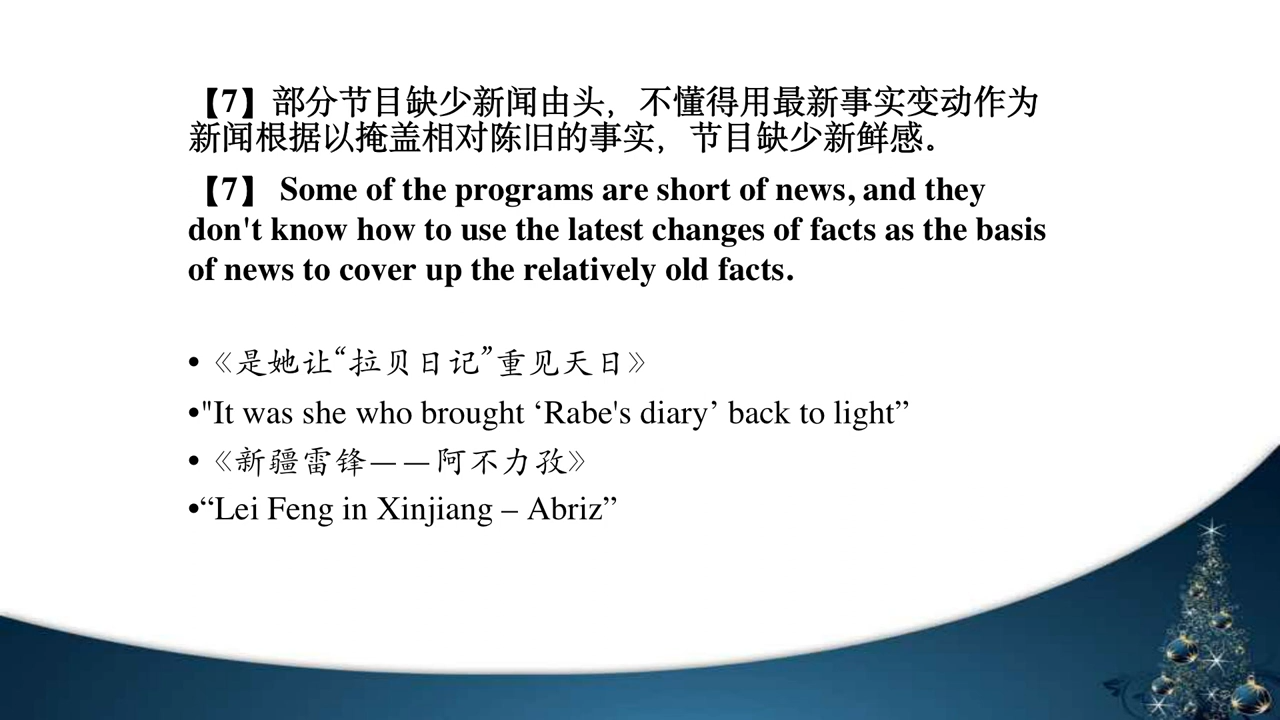 【7】部分节目缺少新闻由头，不懂得用最新事实变动作为
新闻根据以掩盖相对陈旧的事实，节目缺少新鲜感。
【7】 Some of the programs are short of news, and they
don't know how to use the latest changes of facts as the basis
of news to cover up the relatively old facts.
•《是她让“拉贝日记”重见天日》
•"It was she who brought ‘Rabe's diary’ back to light”
•《新疆雷锋——阿不力孜》
•“Lei Feng in Xinjiang – Abriz”